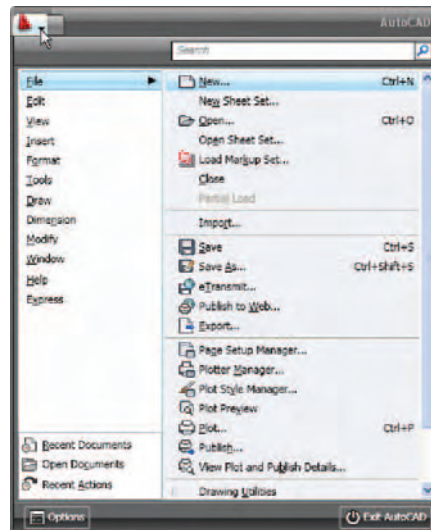 AutoCAD
Search
File
Edit
View
Insert
Format
Tools
Draw
Dimension
Modify
Window
Help
Express
Recent Documents
Open Documents
Recent Actions
New... Ctrl+N
New Sheet Set...
Open... Ctrl+O
Open Sheet Set...
Load Markup Set...
Close
Partial Load
Import...
Save Ctrl+S
Save As... Ctrl+Shift+S
eTransmit...
Publish to Web...
Export...
Page Setup Manager...
Plotter Manager...
Plot Style Manager...
Plot Preview
Plot... Ctrl+P
Publish...
View Plot and Publish Details...
Drawing Utilities
Options
Exit AutoCAD